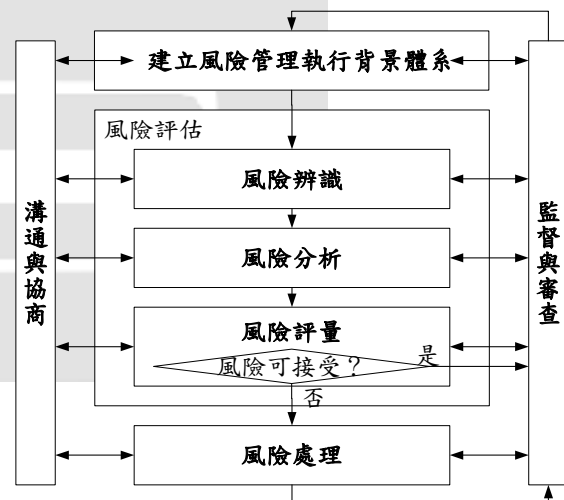 建立風險管理執行背景體系
風險評估
風險辨識
溝通與協商
監督與審查
風險分析
風險評量
風險可接受？
是
否
風險處理